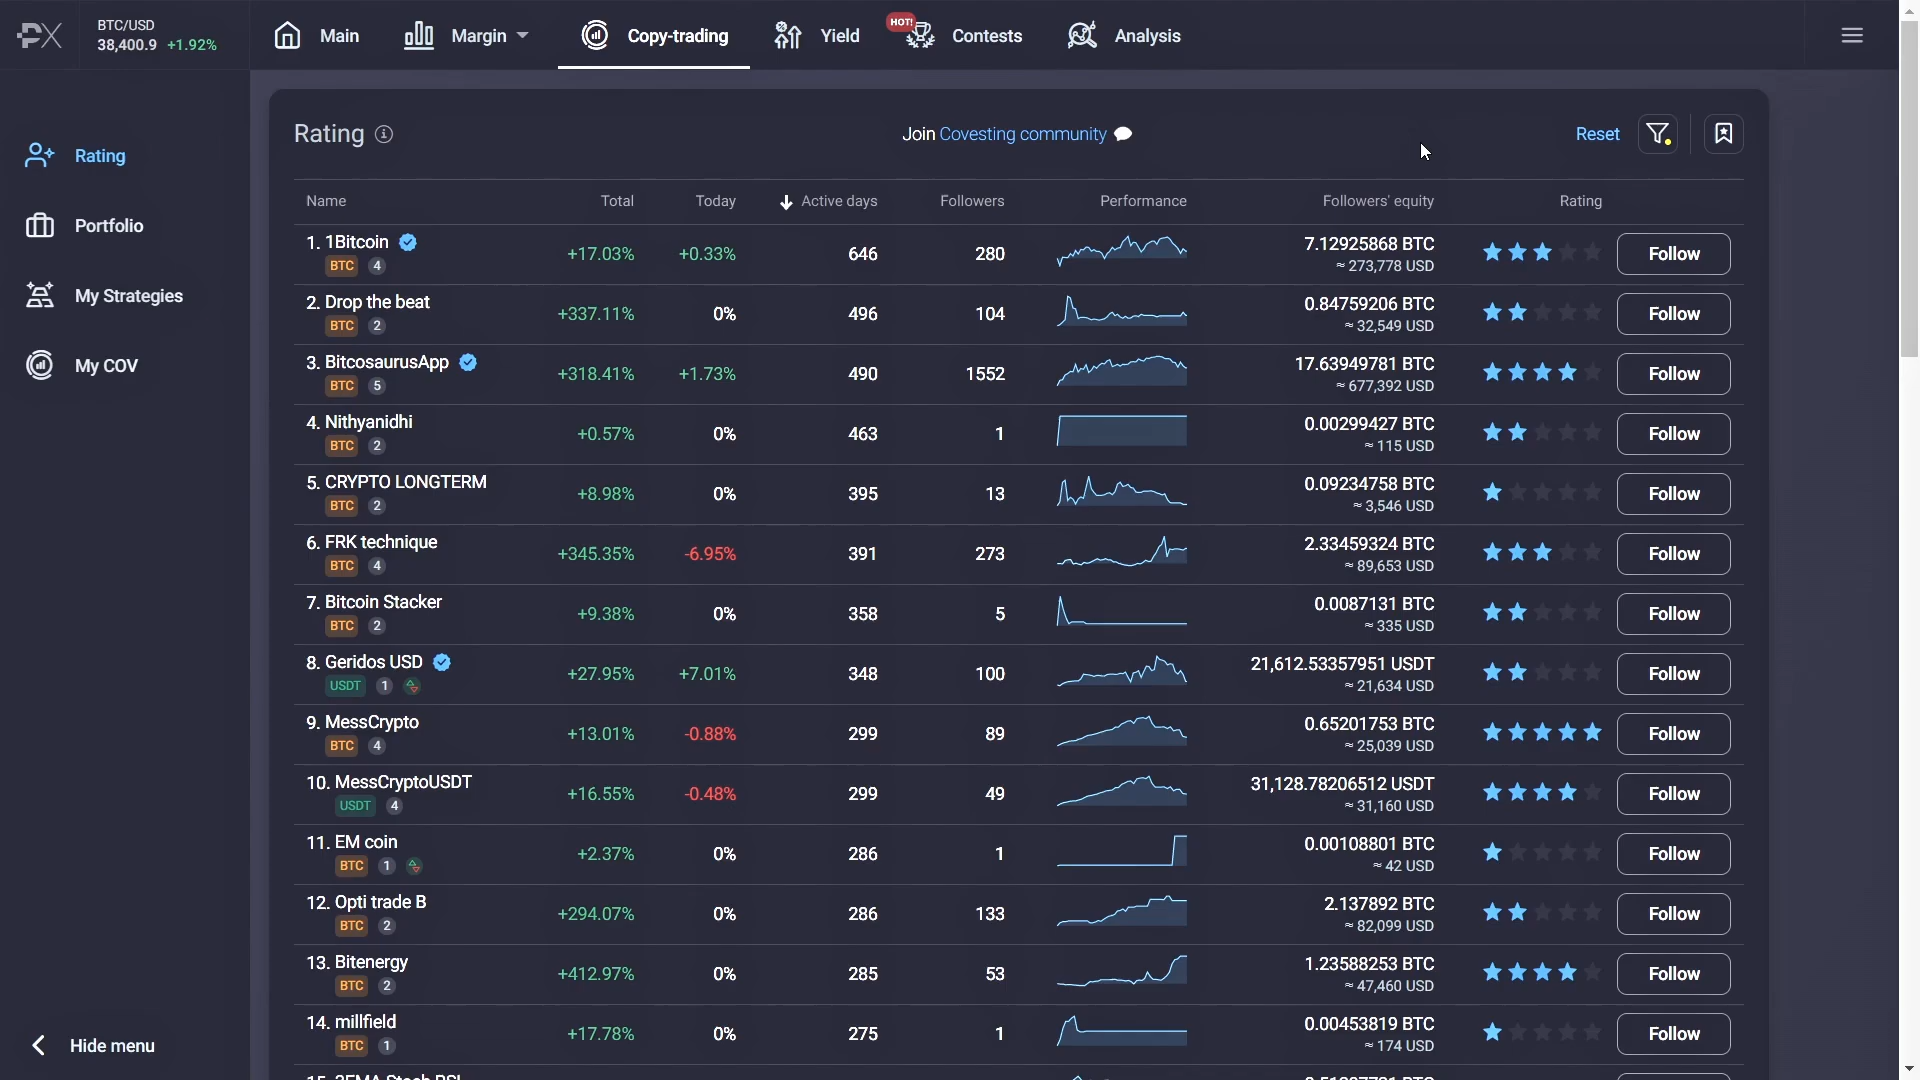 PX
BTC/USD
38,400.9 +1.92%
Main
Margin
Copy-trading
Yield
HOT!
Contests
Analysis
Rating
Portfolio
My Strategies
My COV
Hide menu
Rating
Join Covesting community
Reset
Name Total Today Active days Followers Performance Followers' equity Rating
1. 1Bitcoin +17.03% +0.33% 646 280 7.12925868 BTC Follow
BTC 4 ≈ 273,778 USD
2. Drop the beat +337.11% 0% 496 104 0.84759206 BTC Follow
BTC 2 ≈ 32,549 USD
3. BitcosaurusApp +318.41% +1.73% 490 1552 17.63949781 BTC Follow
BTC 5 ≈ 677,392 USD
4. Nithyanidhi +0.57% 0% 463 1 0.00299427 BTC Follow
BTC 2 ≈ 115 USD
5. CRYPTO LONGTERM +8.98% 0% 395 13 0.09234758 BTC Follow
BTC 2 ≈ 3,546 USD
6. FRK technique +345.35% -6.95% 391 273 2.33459324 BTC Follow
BTC 4 ≈ 89,653 USD
7. Bitcoin Stacker +9.38% 0% 358 5 0.0087131 BTC Follow
BTC 2 ≈ 335 USD
8. Geridos USD +27.95% +7.01% 348 100 21,612.53357951 USDT Follow
USDT 1 ≈ 21,634 USD
9. MessCrypto +13.01% -0.88% 299 89 0.65201753 BTC Follow
BTC 4 ≈ 25,039 USD
10. MessCryptoUSDT +16.55% -0.48% 299 49 31,128.78206512 USDT Follow
USDT 4 ≈ 31,160 USD
11. EM coin +2.37% 0% 286 1 0.00108801 BTC Follow
BTC 1 ≈ 42 USD
12. Opti trade B +294.07% 0% 286 133 2.137892 BTC Follow
BTC 2 ≈ 82,099 USD
13. Bitenergy +412.97% 0% 285 53 1.23588253 BTC Follow
BTC 2 ≈ 47,460 USD
14. millfield +17.78% 0% 275 1 0.00453819 BTC Follow
BTC 1 ≈ 174 USD